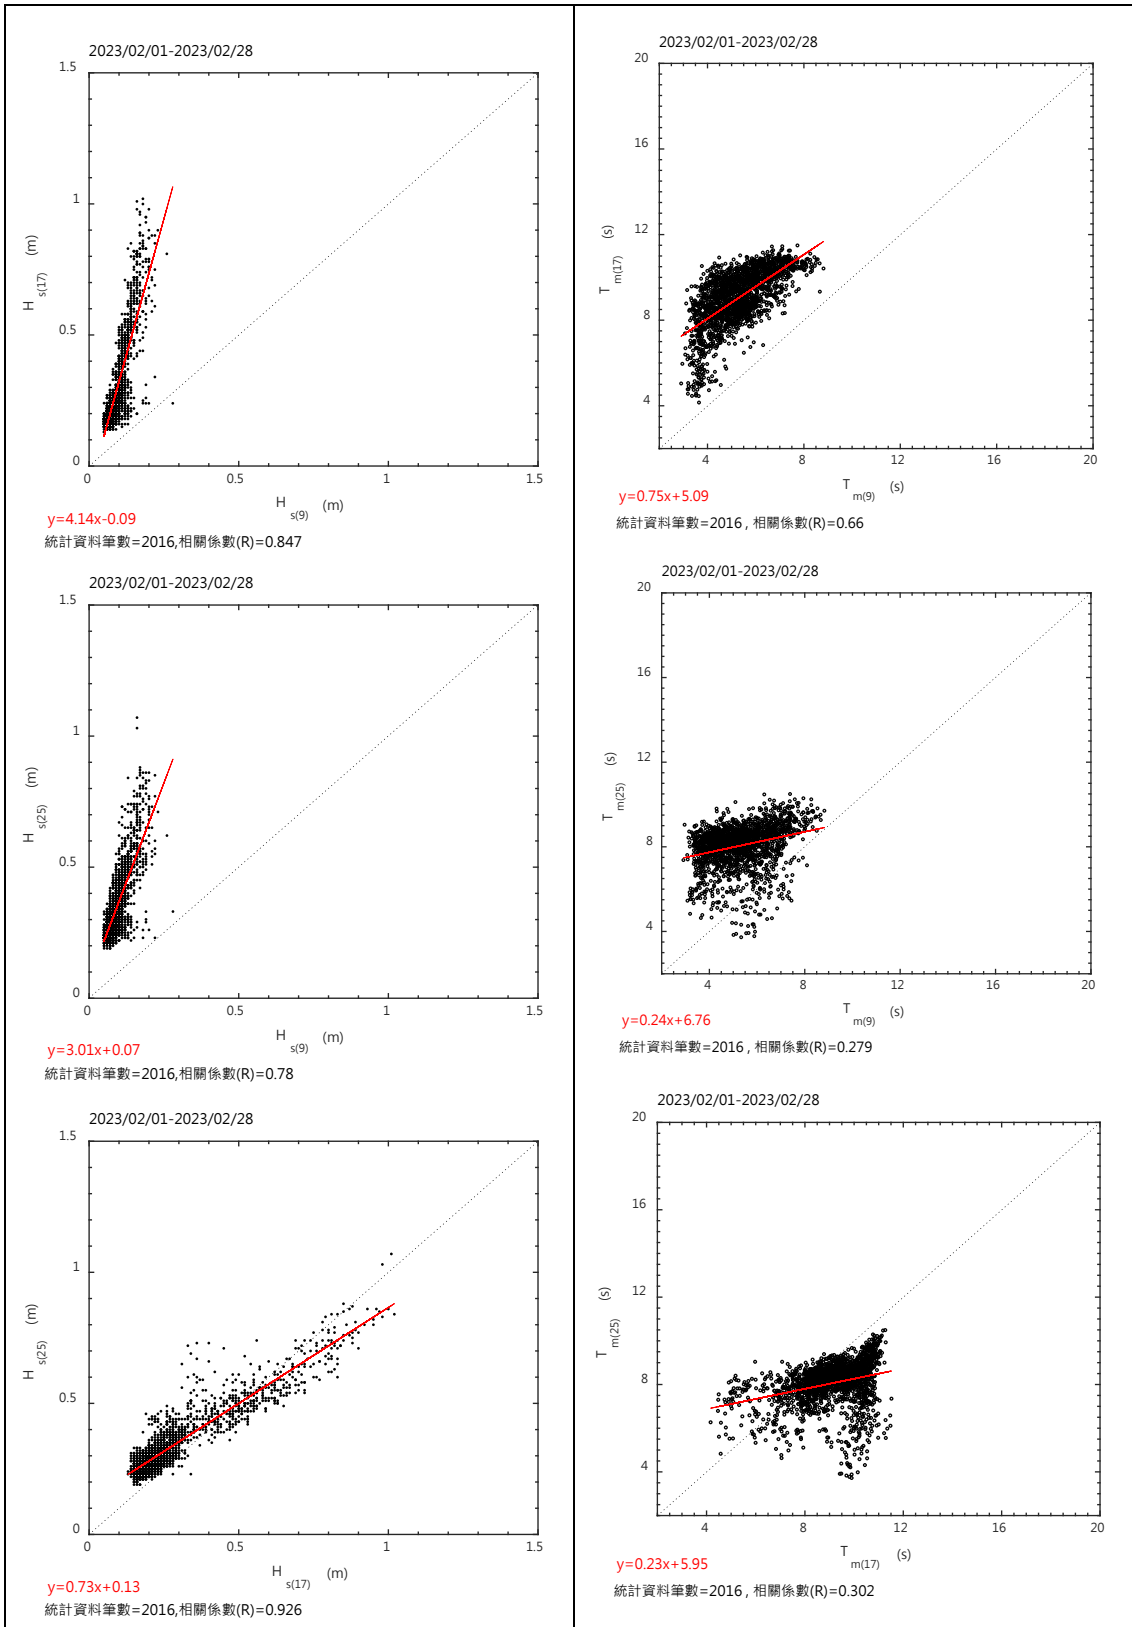 2023/02/01-2023/02/28
1.5
1
0.5
0
H s(17) (m)
0 0.5 1 1.5
H s(9) (m)
y=4.14x-0.09
統計資料筆數=2016,相關係數(R)=0.847
2023/02/01-2023/02/28
1.5
1
0.5
0
H s(25) (m)
0 0.5 1 1.5
H s(9) (m)
y=3.01x+0.07
統計資料筆數=2016,相關係數(R)=0.78
2023/02/01-2023/02/28
1.5
1
0.5
0
H s(25) (m)
0 0.5 1 1.5
H s(17) (m)
y=0.73x+0.13
統計資料筆數=2016,相關係數(R)=0.926
2023/02/01-2023/02/28
20
16
12
8
4
T m(17) (s)
4 8 12 16 20
T m(9) (s)
y=0.75x+5.09
統計資料筆數=2016 , 相關係數(R)=0.66
2023/02/01-2023/02/28
20
16
12
8
4
T m(25) (s)
4 8 12 16 20
T m(9) (s)
y=0.24x+6.76
統計資料筆數=2016 , 相關係數(R)=0.279
2023/02/01-2023/02/28
20
16
12
8
4
T m(25) (s)
4 8 12 16 20
T m(17) (s)
y=0.23x+5.95
統計資料筆數=2016 , 相關係數(R)=0.302